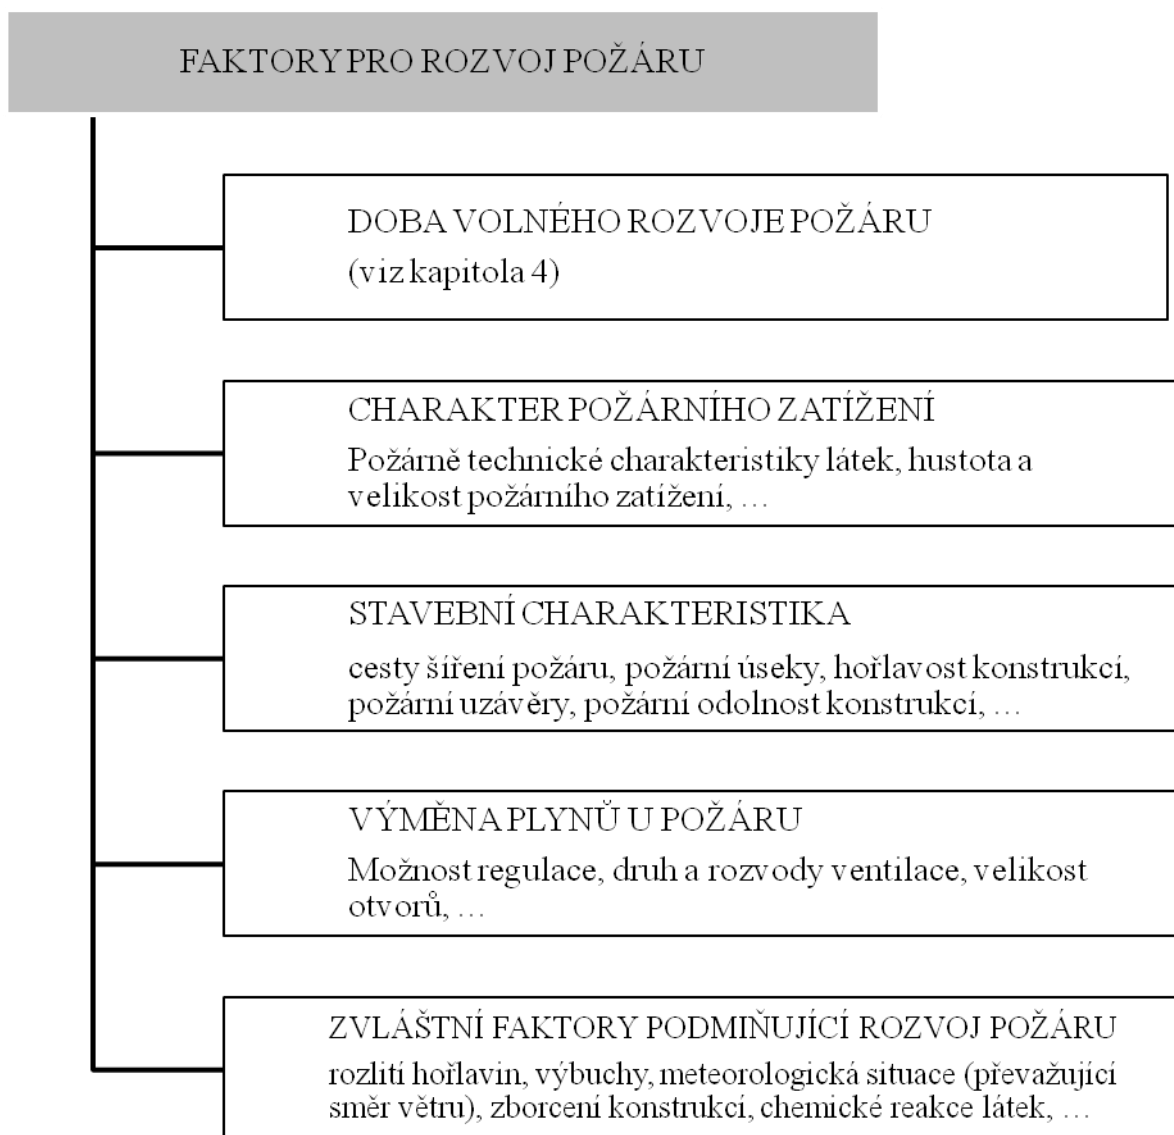 FAKTORY PRO ROZVOJ POŽÁRU
DOBA VOLNÉHO ROZVOJE POŽÁRU
(viz kapitola 4)
CHARAKTER POŽÁRNÍHO ZATÍŽENÍ
Požárně technické charakteristiky látek, hustota a
velikost požárního zatížení, …
STAVEBNÍ CHARAKTERISTIKA
cesty šíření požáru, požární úseky, hořlavost konstrukcí,
požární uzávěry, požární odolnost konstrukcí, …
VÝMĚNA PLYNŮ U POŽÁRU
Možnost regulace, druh a rozvody ventilace, velikost
otvorů, …
ZVLÁŠTNÍ FAKTORY PODMIŇUJÍCÍ ROZVOJ POŽÁRU
rozlití hořlavin, výbuchy, meteorologická situace (převažující
směr větru), zborcení konstrukcí, chemické reakce látek, …